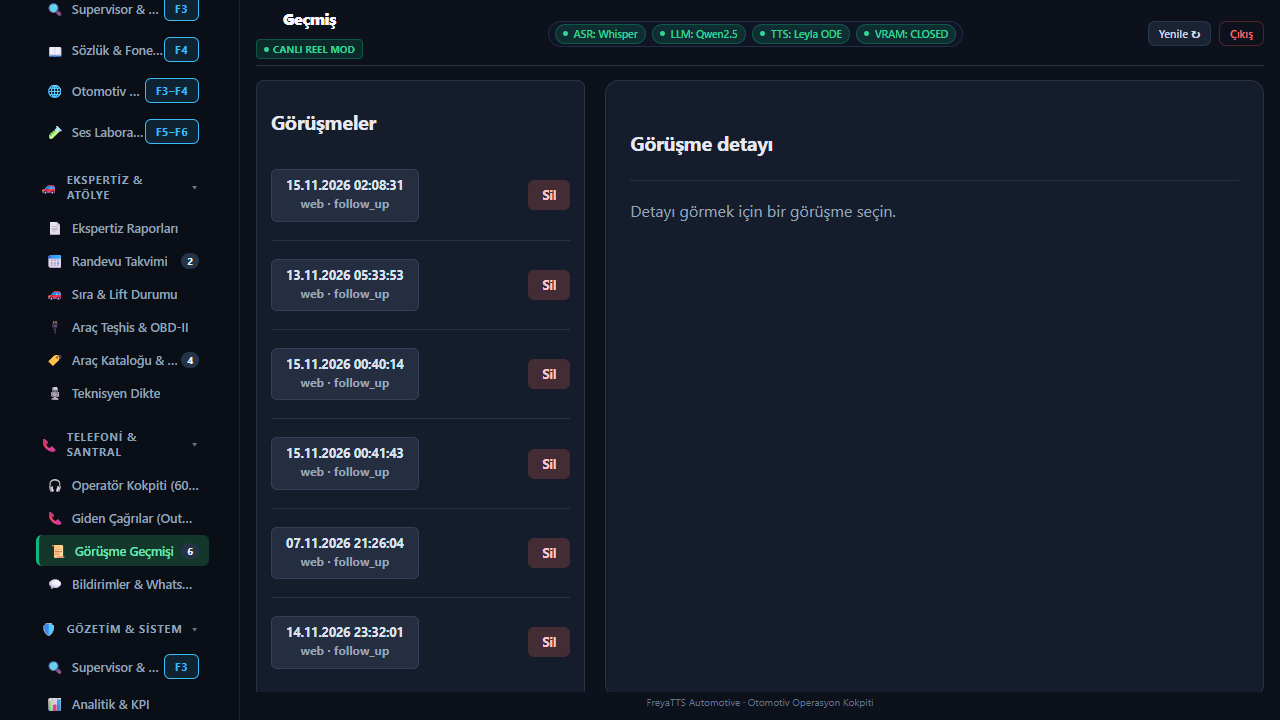 Supervisor & ... F3
Sözlük & Fone... F4
Otomotiv ... F3–F4
Ses Labora... F5–F6
EKSPERTİZ &
ATÖLYE
Ekspertiz Raporları
Randevu Takvimi 2
Sıra & Lift Durumu
Araç Teşhis & OBD-II
Araç Kataloğu & ... 4
Teknisyen Dikte
TELEFONİ &
SANTRAL
Operatör Kokpiti (60...
Giden Çağrılar (Out...
Görüşme Geçmişi 6
Bildirimler & Whats...
GÖZETİM & SİSTEM
Supervisor & ... F3
Analitik & KPI
Geçmiş
CANLI REEL MOD
ASR: Whisper LLM: Qwen2.5 TTS: Leyla ODE VRAM: CLOSED
Yenile ↻ Çıkış
Görüşmeler
15.11.2026 02:08:31
web · follow_up
Sil
13.11.2026 05:33:53
web · follow_up
Sil
15.11.2026 00:40:14
web · follow_up
Sil
15.11.2026 00:41:43
web · follow_up
Sil
07.11.2026 21:26:04
web · follow_up
Sil
14.11.2026 23:32:01
web · follow_up
Sil
Görüşme detayı
Detayı görmek için bir görüşme seçin.
FreyaTTS Automotive · Otomotiv Operasyon Kokpiti